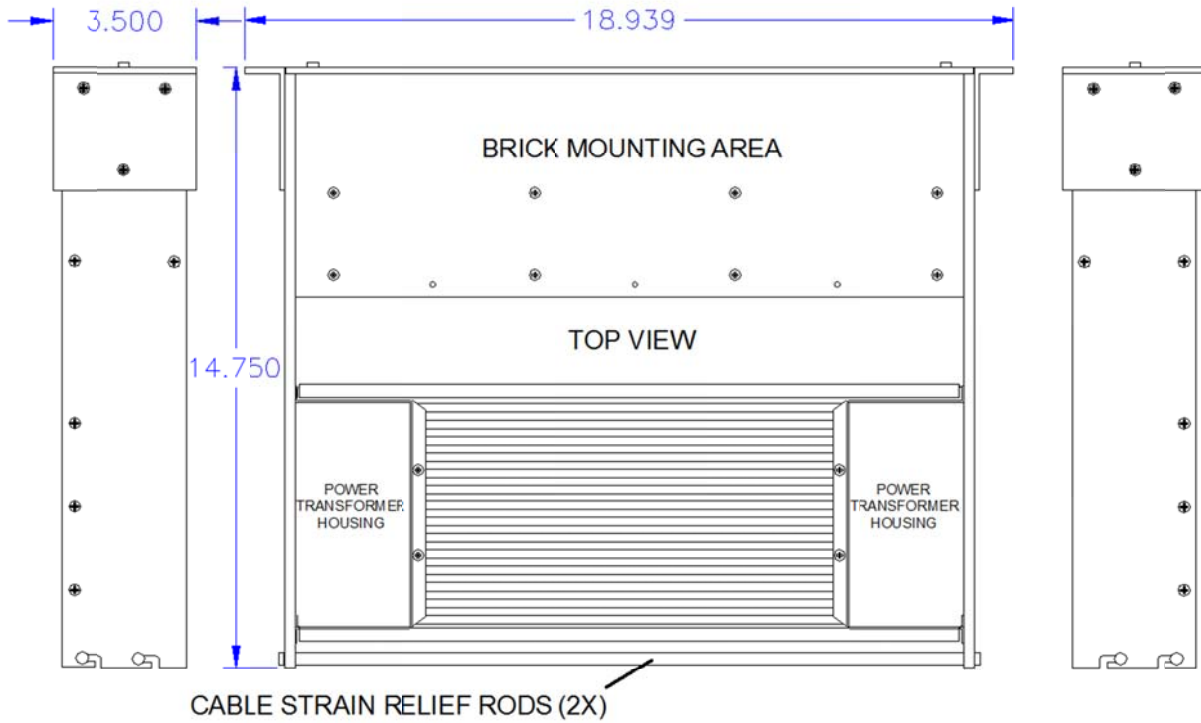 3.500
18.939
BRICK MOUNTING AREA
TOP VIEW
14.750
POWER
TRANSFORMER
HOUSING
POWER
TRANSFORMER
HOUSING
CABLE STRAIN RELIEF RODS (2X)